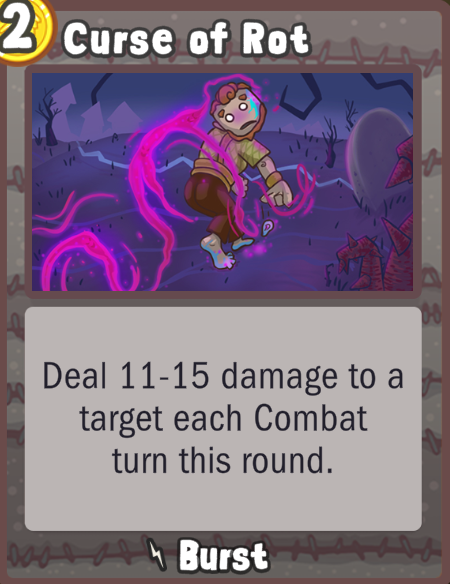 2
Curse of Rot
Deal 11-15 damage to a
target each Combat
turn this round.
Burst